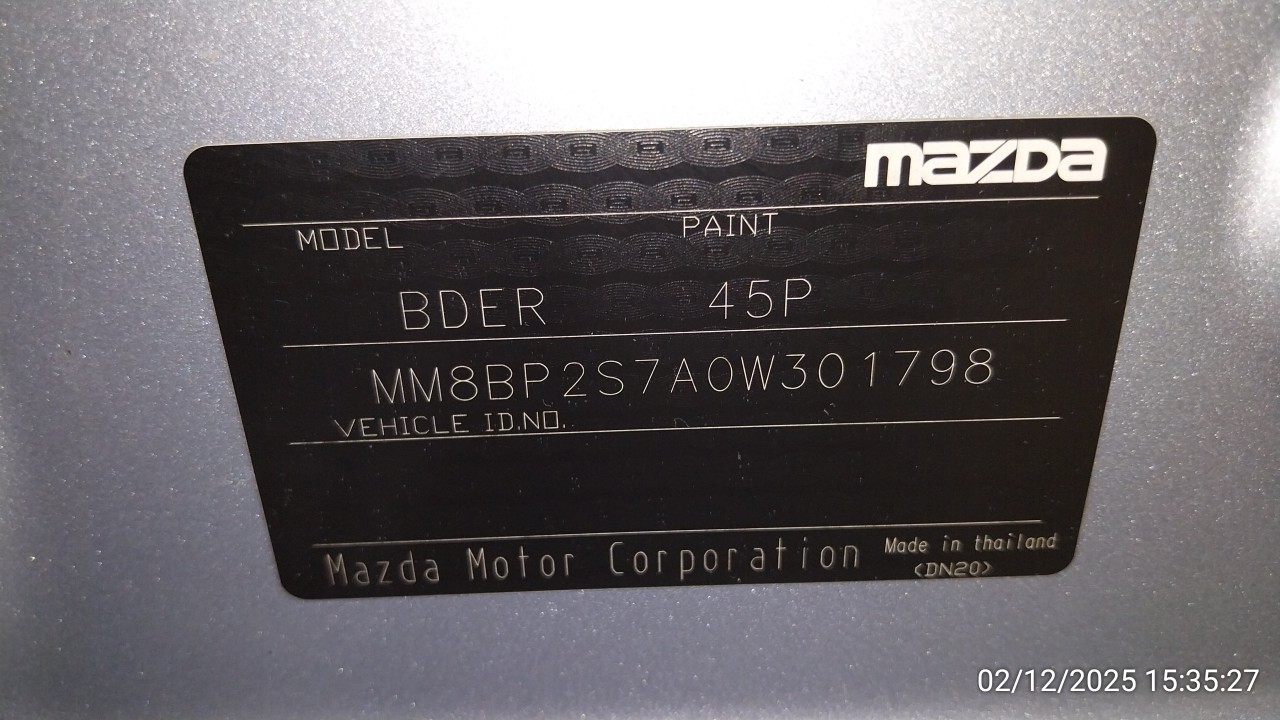 mazda
MODEL PAINT
BDER 45P
MM8BP2S7A0W301798
VEHICLE I.D.NO.
Mazda Motor Corporation Made in thailand
<DN20>
02/12/2025 15:35:27